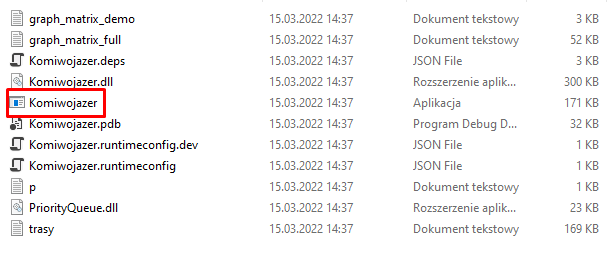 graph_matrix_demo 15.03.2022 14:37 Dokument tekstowy 3 KB
graph_matrix_full 15.03.2022 14:37 Dokument tekstowy 52 KB
Komiwojazer.deps 15.03.2022 14:37 JSON File 3 KB
Komiwojazer.dll 15.03.2022 14:37 Rozszerzenie aplik... 300 KB
Komiwojazer 15.03.2022 14:37 Aplikacja 171 KB
Komiwojazer.pdb 15.03.2022 14:37 Program Debug D... 32 KB
Komiwojazer.runtimeconfig.dev 15.03.2022 14:37 JSON File 1 KB
Komiwojazer.runtimeconfig 15.03.2022 14:37 JSON File 1 KB
p 15.03.2022 14:37 Dokument tekstowy 1 KB
PriorityQueue.dll 15.03.2022 14:37 Rozszerzenie aplik... 23 KB
trasy 15.03.2022 14:37 Dokument tekstowy 169 KB